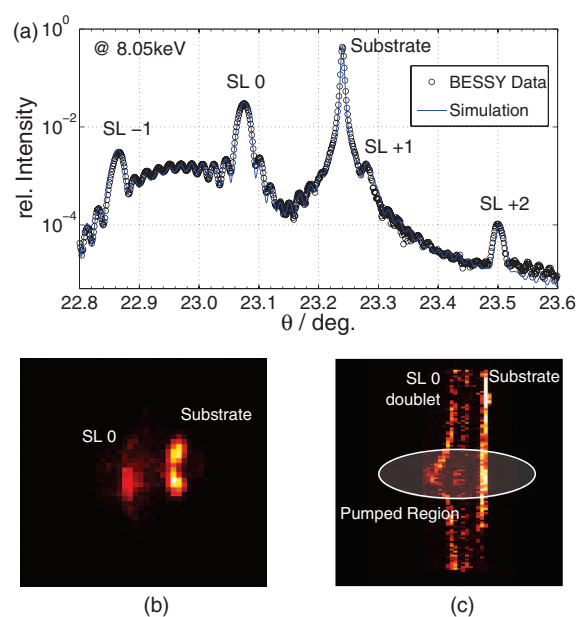 (a)
10^0
@ 8.05keV
Substrate
SL 0
BESSY Data
Simulation
10^-2
SL −1
SL +1
rel. Intensity
SL +2
10^-4
22.8 22.9 23.0 23.1 23.2 23.3 23.4 23.5 23.6
θ / deg.
SL 0
Substrate
(b)
SL 0
doublet
Substrate
Pumped Region
(c)